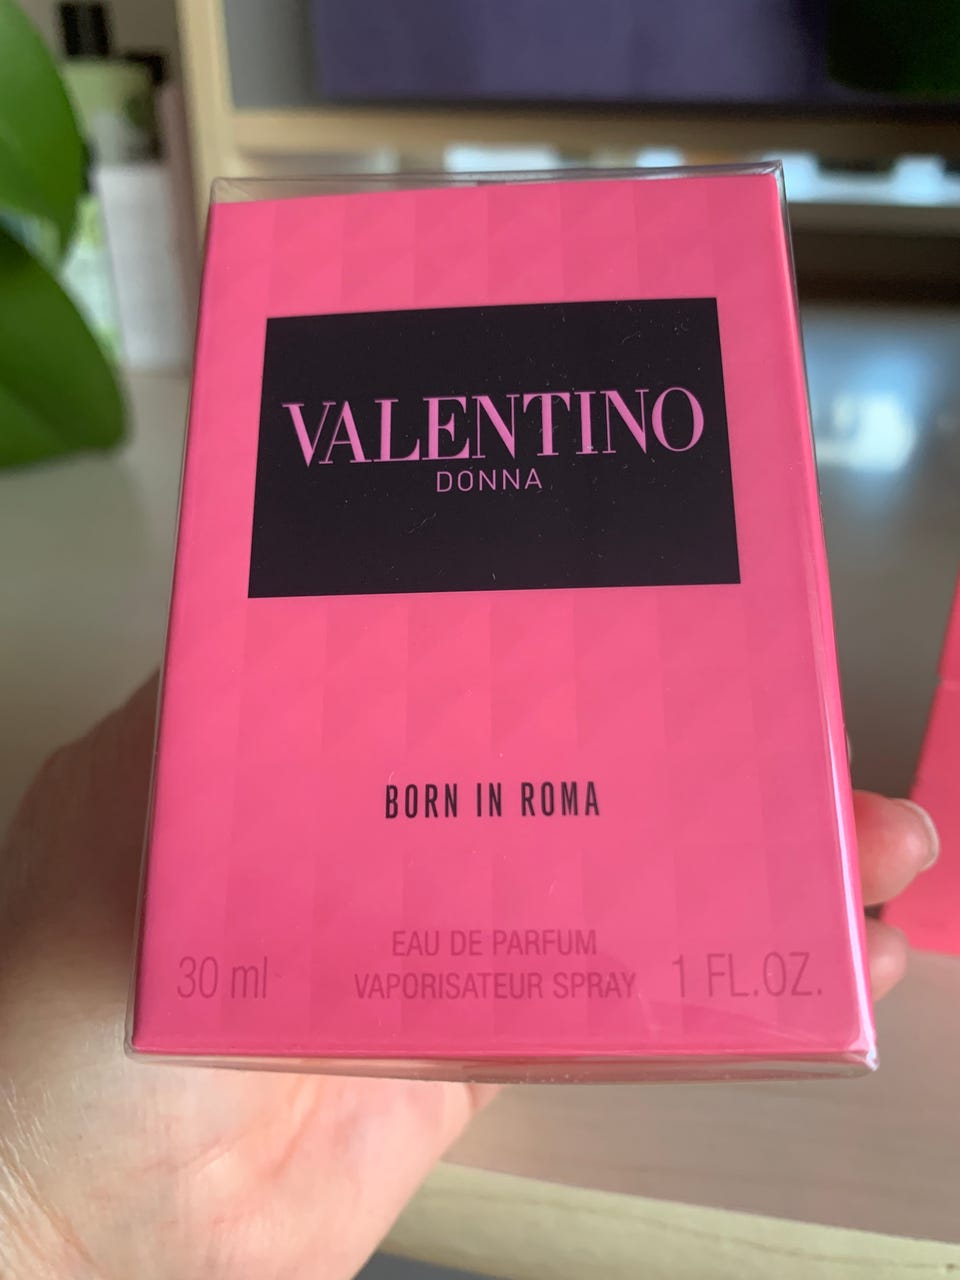 VALENTINO
DONNA
BORN IN ROMA
EAU DE PARFUM
30 ml VAPORISATEUR SPRAY 1 FL.OZ.